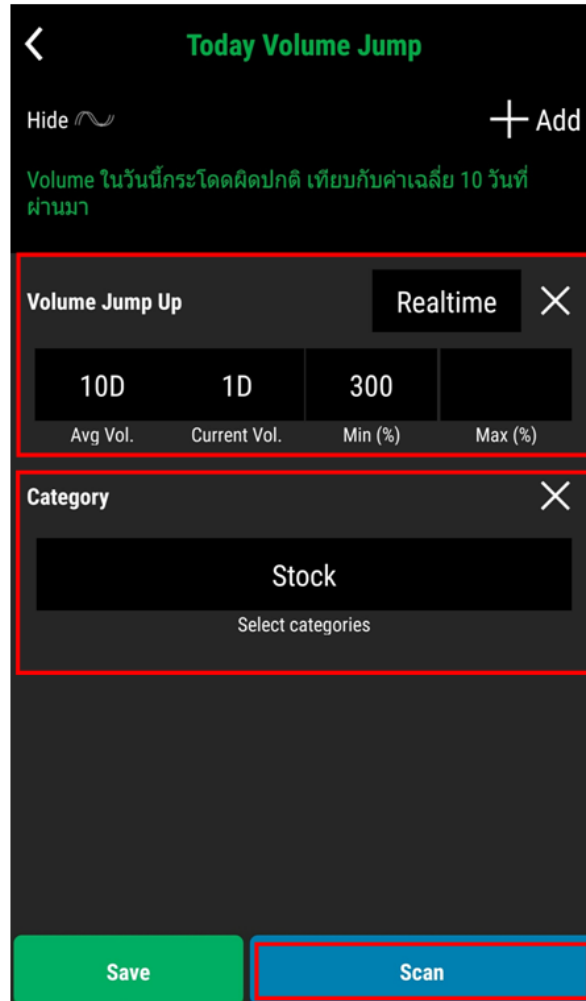 Today Volume Jump
Hide
Add
Volume ในวันนี้กระโดดผิดปกติ เทียบกับค่าเฉลี่ย 10 วันที่
ผ่านมา
Volume Jump Up Realtime
10D 1D 300
Avg Vol. Current Vol. Min (%) Max (%)
Category
Stock
Select categories
Save Scan